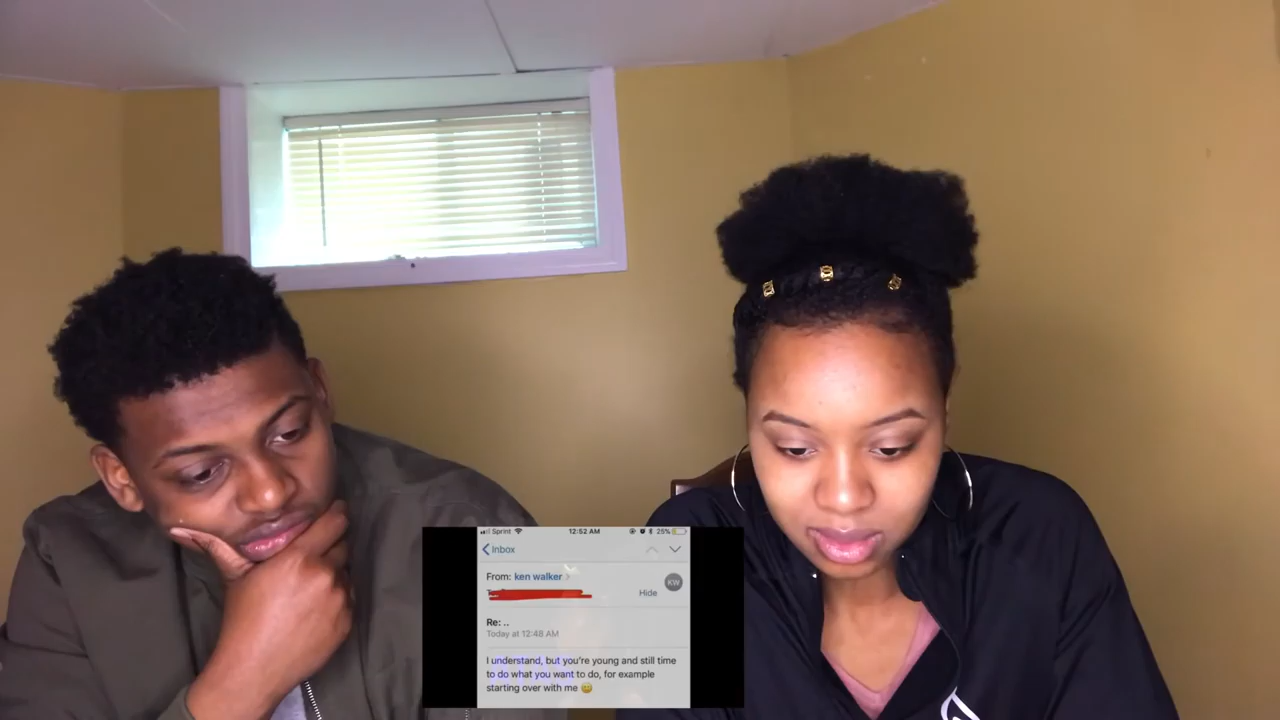 Sprint 12:52 AM 25%
Inbox
From: ken walker
KW
Hide
Re: ..
Today at 12:48 AM
I understand, but you're young and still time
to do what you want to do, for example
starting over with me 😊